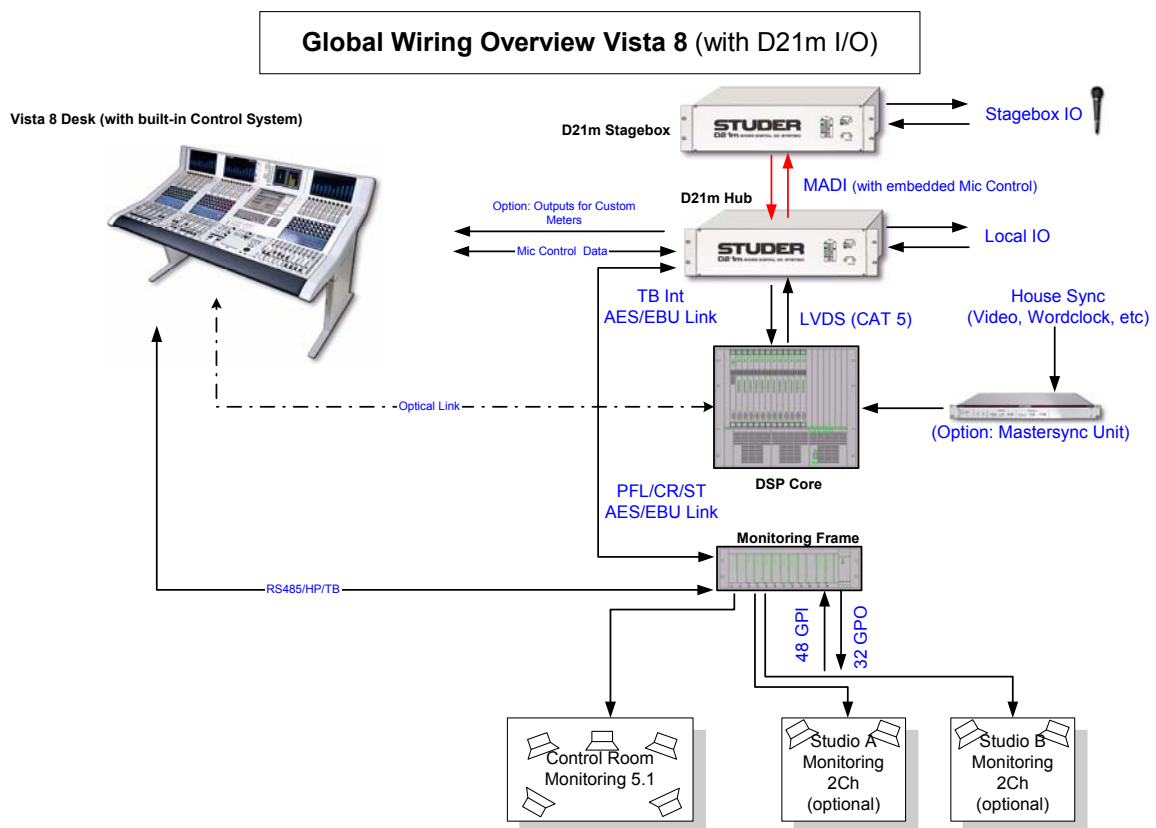 Global Wiring Overview Vista 8 (with D21m I/O)
Vista 8 Desk (with built-in Control System)
D21m Stagebox
STUDER
Stagebox IO
MADI (with embedded Mic Control)
D21m Hub
Option: Outputs for Custom
Meters
Mic Control Data
STUDER
Local IO
TB Int
AES/EBU Link
LVDS (CAT 5)
House Sync
(Video, Wordclock, etc)
Optical Link
(Option: Mastersync Unit)
DSP Core
PFL/CR/ST
AES/EBU Link
Monitoring Frame
RS485/HP/TB
48 GPI
32 GPO
Control Room
Monitoring 5.1
Studio A
Monitoring
2Ch
(optional)
Studio B
Monitoring
2Ch
(optional)